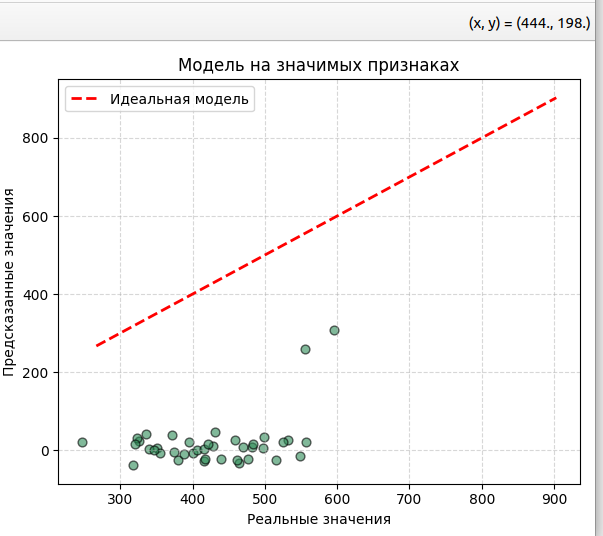 (x, y) = (444., 198.)
Модель на значимых признаках
Идеальная модель
Предсказанные значения
800
600
400
200
0
300 400 500 600 700 800 900
Реальные значения